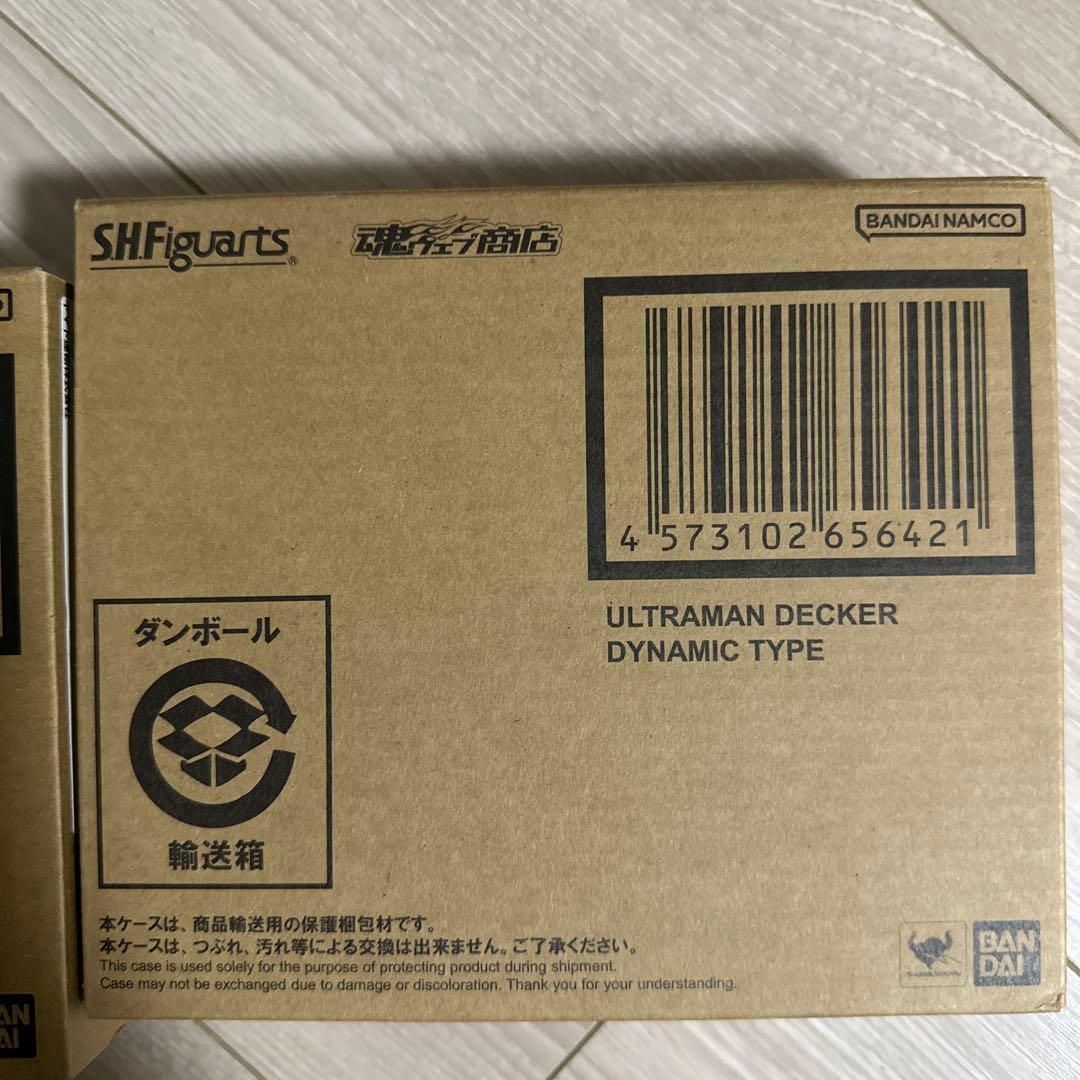 S.H.Figuarts®
魂ウェブ商店
BANDAI NAMCO
4 573102 656421
ULTRAMAN DECKER
DYNAMIC TYPE
ダンボール
輸送箱
本ケースは、商品輸送用の保護梱包材です。
本ケースは、つぶれ、汚れ等による交換は出来ません。ご了承ください。
This case is used solely for the purpose of protecting product during shipment.
Case may not be exchanged due to damage or discoloration. Thank you for your understanding.
BAN
DAI
AN
AI